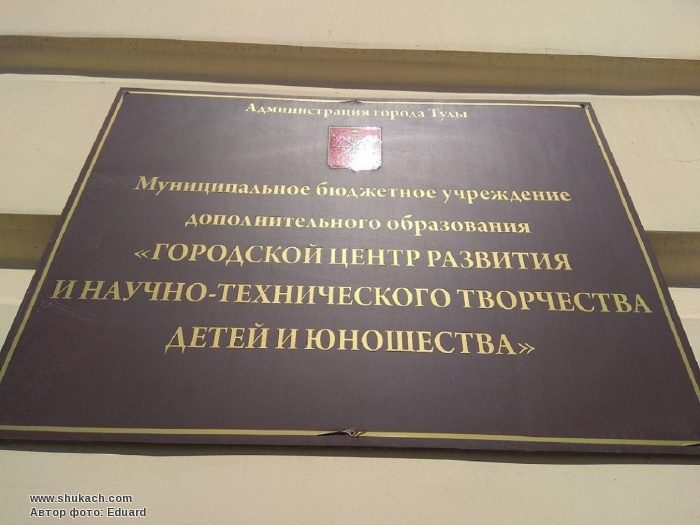 Администрация города Тулы
Муниципальное бюджетное учреждение
дополнительного образования
«ГОРОДСКОЙ ЦЕНТР РАЗВИТИЯ
И НАУЧНО-ТЕХНИЧЕСКОГО ТВОРЧЕСТВА
ДЕТЕЙ И ЮНОШЕСТВА»
www.shukach.com
Автор фото: Eduard